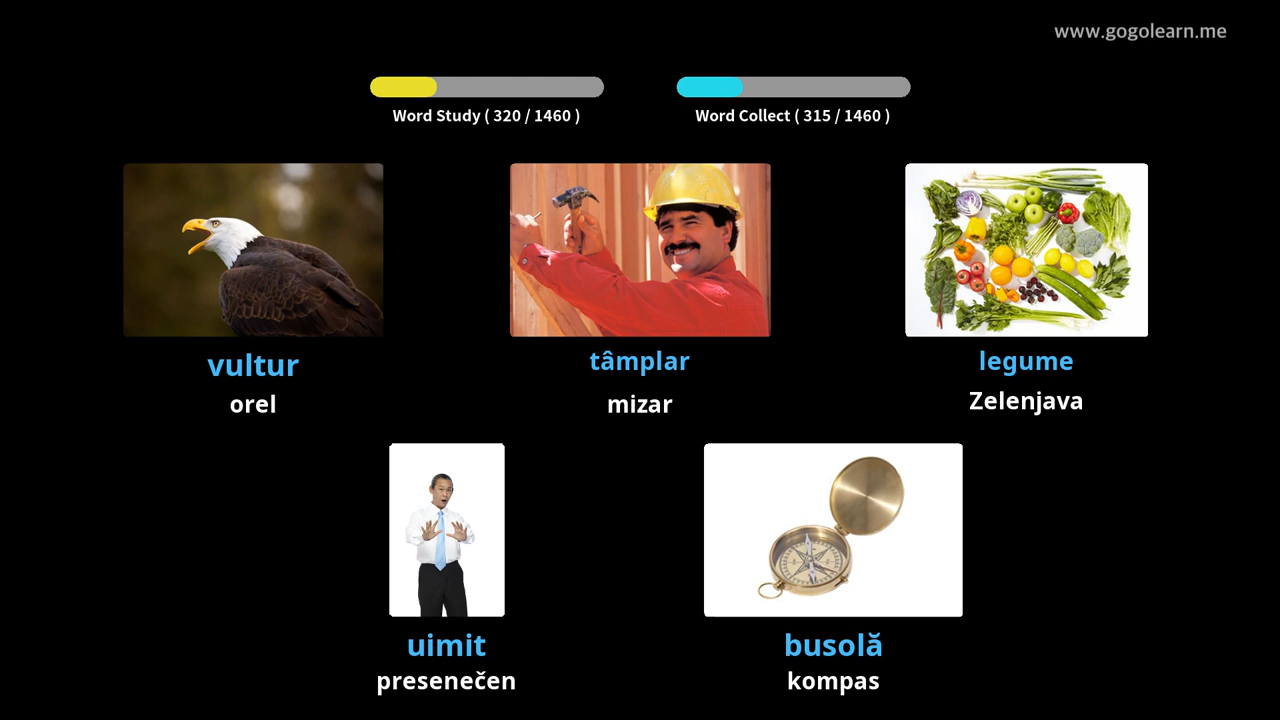 www.gogolearn.me
Word Study ( 320 / 1460 )
Word Collect ( 315 / 1460 )
vultur
orel
tâmplar
mizar
legume
Zelenjava
uimit
presenečen
busolă
kompas